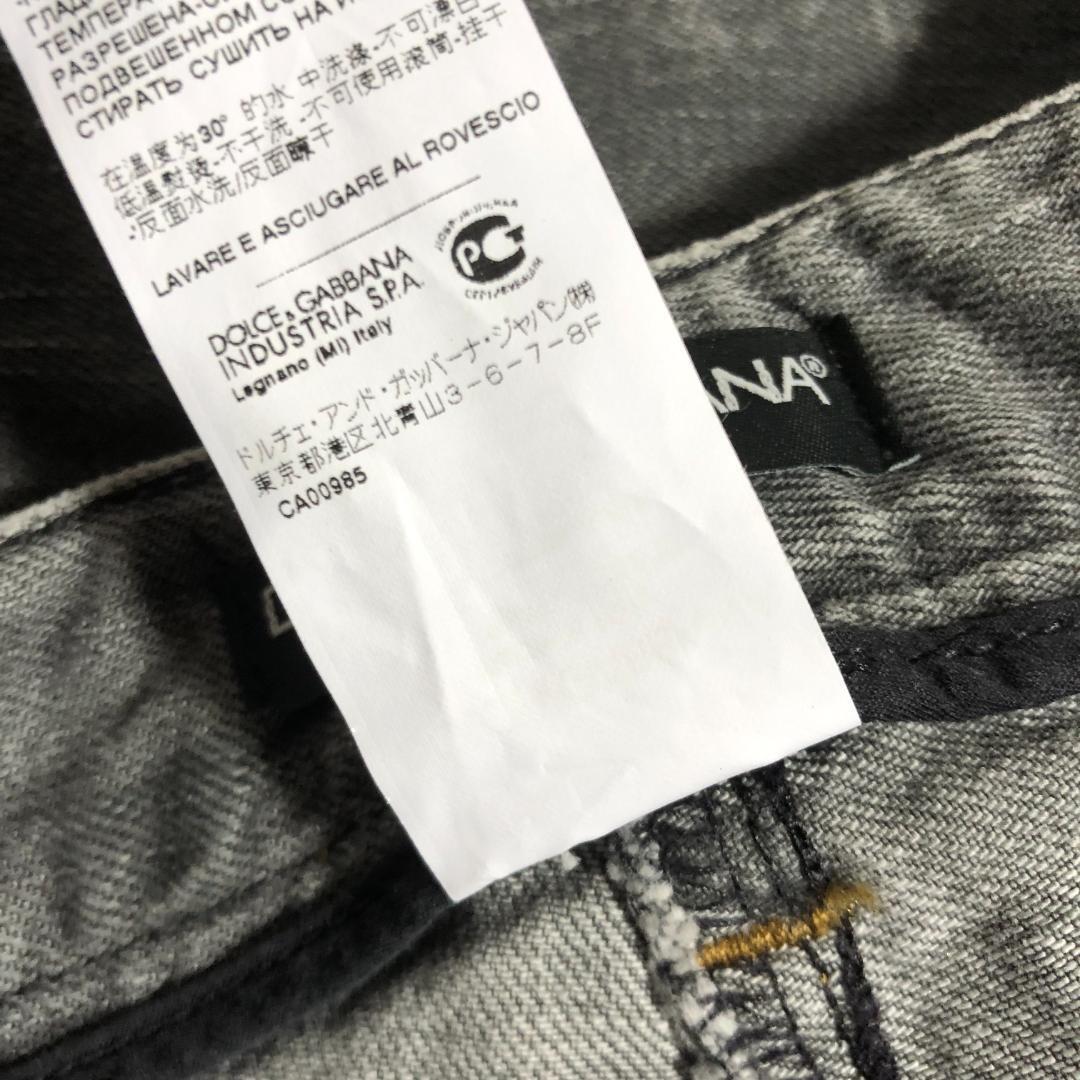 ТЕМПЕРА
РАЗРЕШЕНА-С
ПОДВЕШЕННОМ СО
СТИРАТЬ СУШИТЬ НА И
在温度为30° 的水 中洗涤-不可漂白
低温熨烫-不干洗-不可使用滚筒-挂干
-反面水洗/反面晾干
LAVARE E ASCIUGARE AL ROVESCIO
DOLCE & GABBANA
INDUSTRIA S.P.A.
Legnano (MI) Italy
PG
ドルチェ・アンド・ガッバーナ・ジャパン(株)
東京都港区北青山3-6-7-8F
CA00985
ANA®